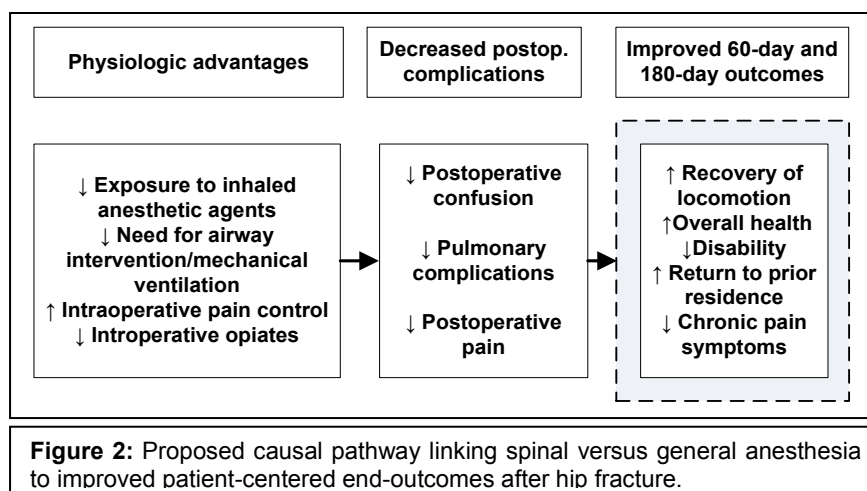 Physiologic advantages
Decreased postop.
complications
Improved 60-day and
180-day outcomes
↓ Exposure to inhaled
anesthetic agents
↓ Need for airway
intervention/mechanical
ventilation
↑ Intraoperative pain control
↓ Introperative opiates
↓ Postoperative
confusion
↓ Pulmonary
complications
↓ Postoperative
pain
↑ Recovery of
locomotion
↑Overall health
↓Disability
↑ Return to prior
residence
↓ Chronic pain
symptoms
Figure 2: Proposed causal pathway linking spinal versus general anesthesia
to improved patient-centered end-outcomes after hip fracture.